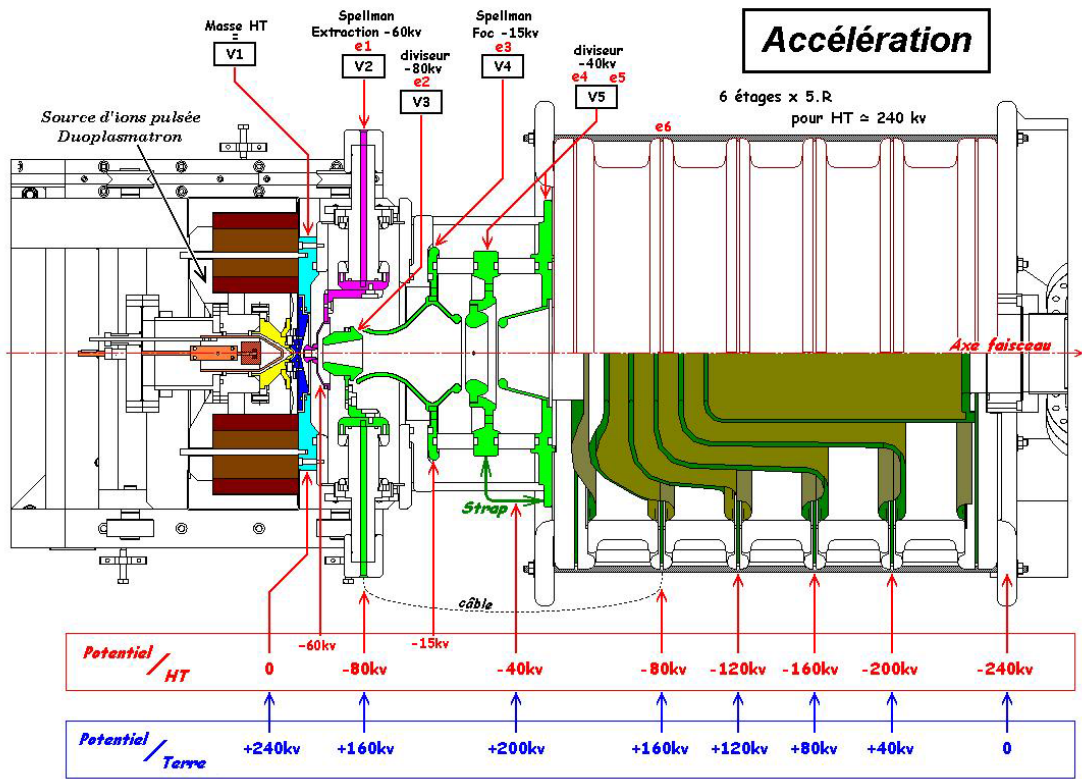 Masse HT
=
V1
Spellman
Extraction -60kv
e1
V2
diviseur
-80kv
e2
V3
Spellman
Foc -15kv
e3
V4
diviseur
-40kv
e4 e5
V5
Accélération
6 étages x 5.R
pour HT ≃ 240 kv
Source d'ions pulsée
Duoplasmatron
e6
Axe faisceau
Strap
câble
Potentiel/HT
0
-60kv
-80kv
-15kv
-40kv
-80kv
-120kv
-160kv
-200kv
-240kv
Potentiel/Terre
+240kv
+160kv
+200kv
+160kv
+120kv
+80kv
+40kv
0